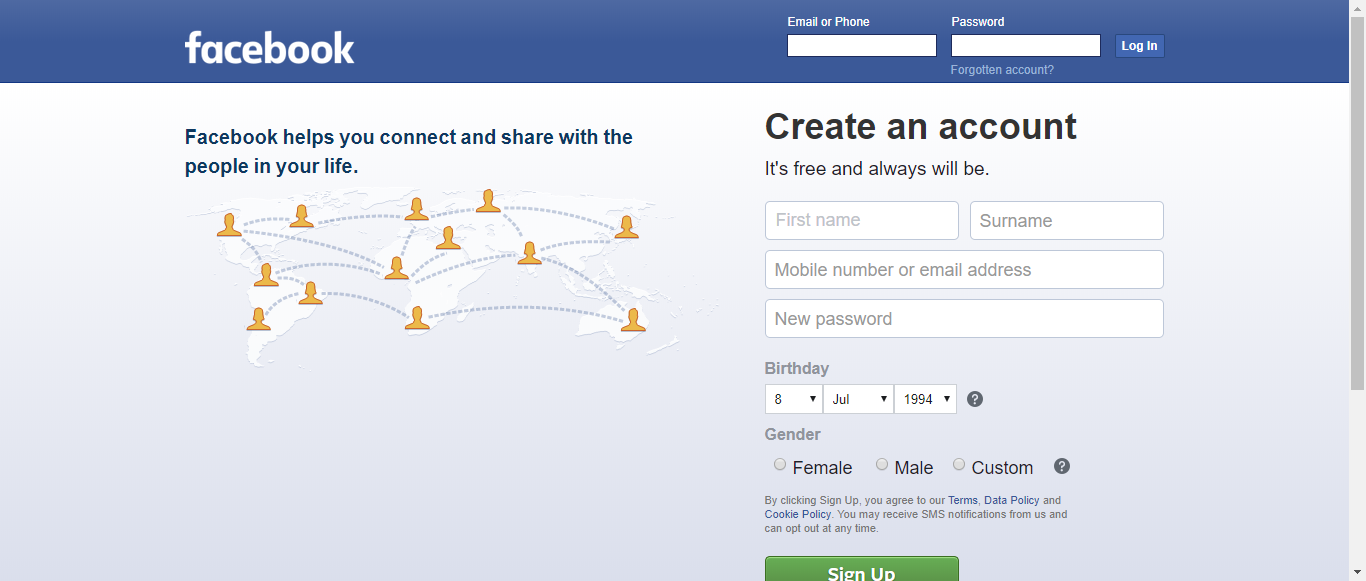 facebook
Email or Phone
Password
Log In
Forgotten account?
Facebook helps you connect and share with the
people in your life.
Create an account
It's free and always will be.
First name
Surname
Mobile number or email address
New password
Birthday
8 Jul 1994 ?
Gender
Female Male Custom ?
By clicking Sign Up, you agree to our Terms, Data Policy and
Cookie Policy. You may receive SMS notifications from us and
can opt out at any time.
Sign Up